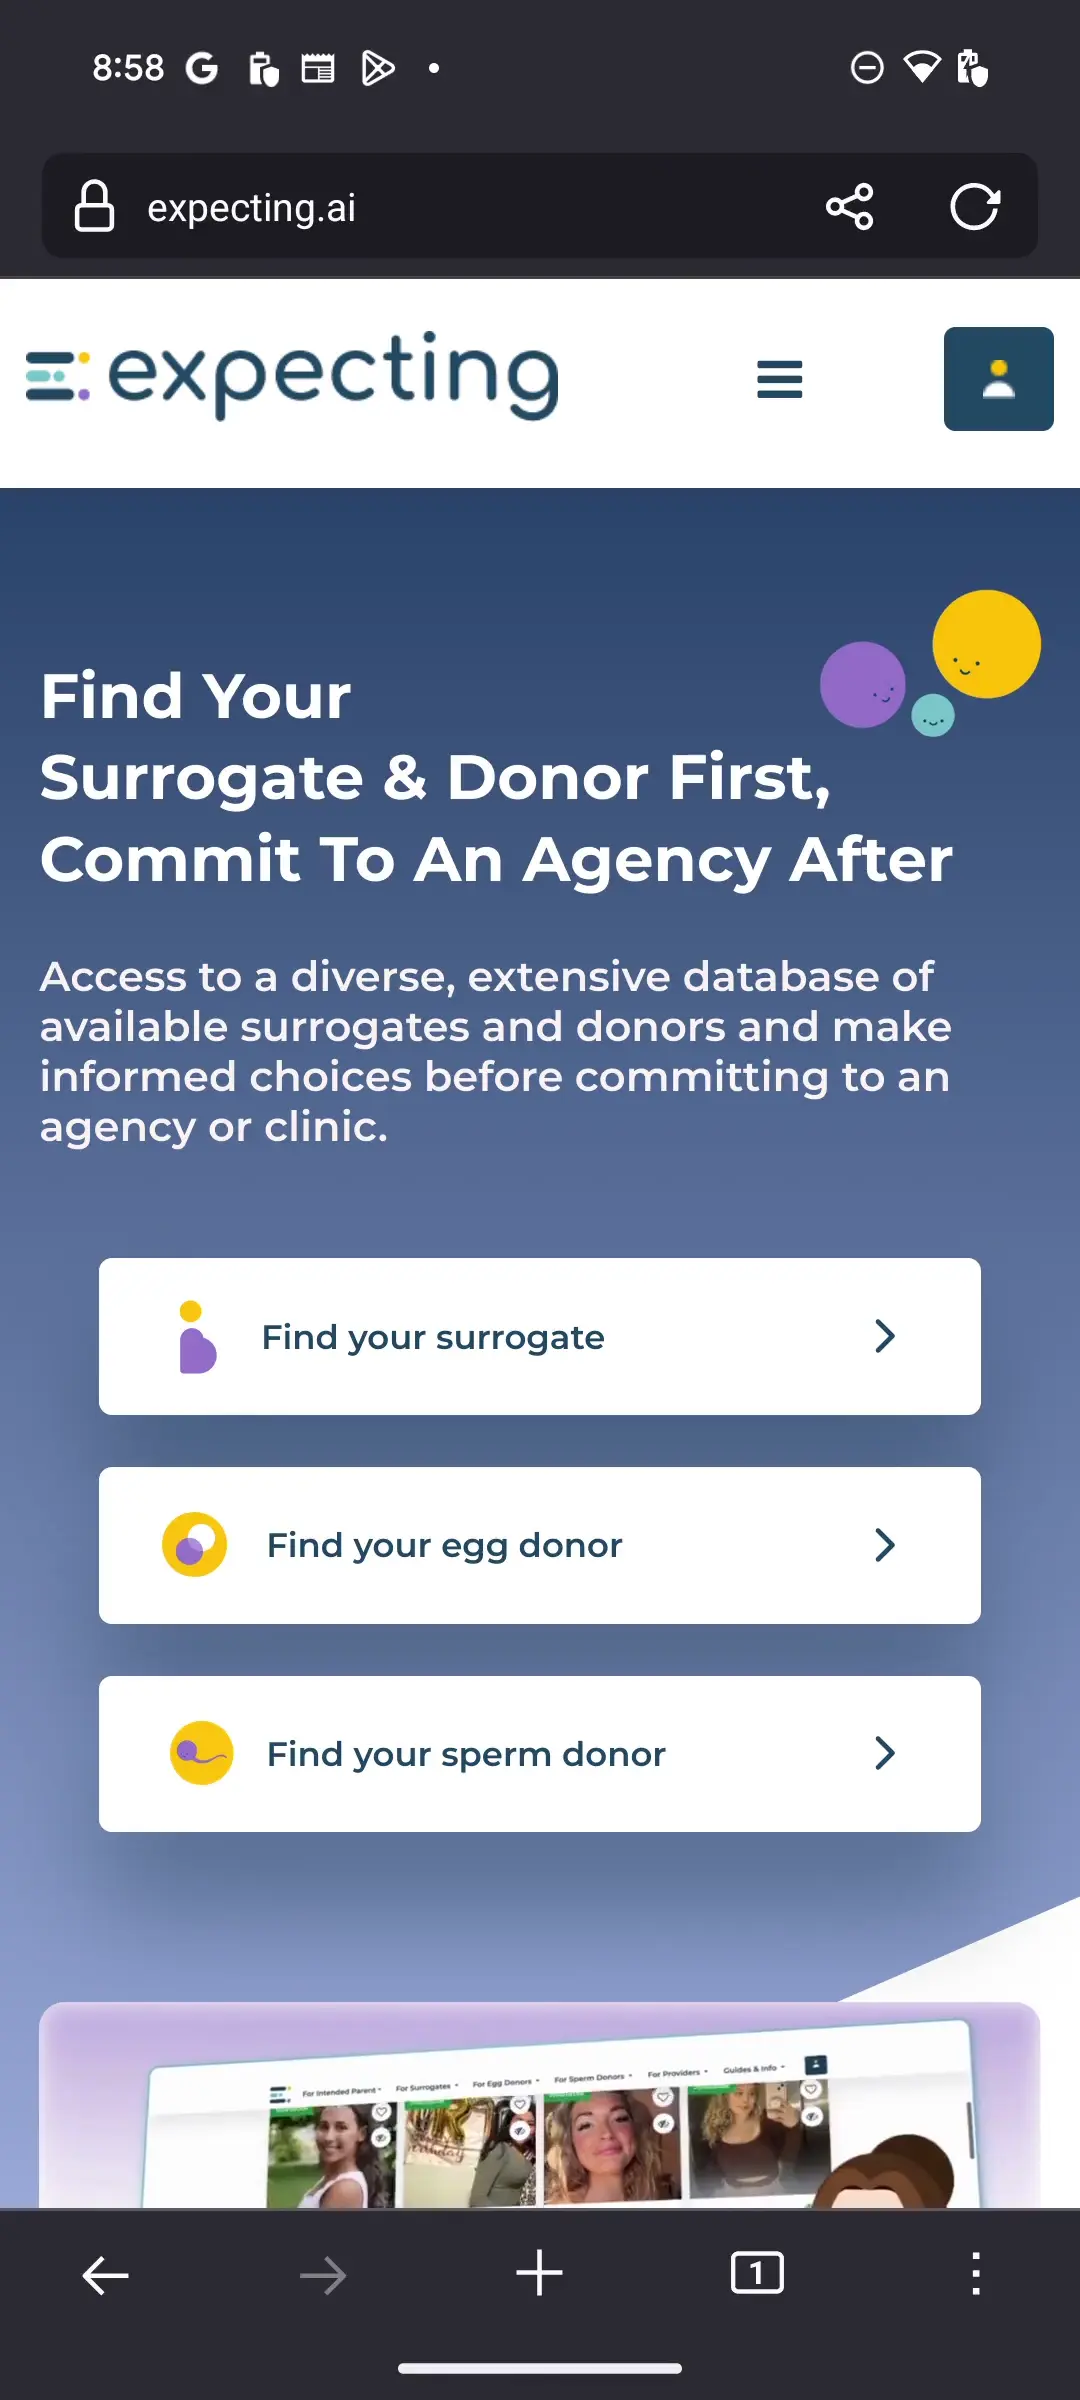 8:58
expecting.ai
expecting
Find Your
Surrogate & Donor First,
Commit To An Agency After
Access to a diverse, extensive database of
available surrogates and donors and make
informed choices before committing to an
agency or clinic.
Find your surrogate
Find your egg donor
Find your sperm donor
For Intended Parent For Surrogates For Egg Donors For Sperm Donors For Providers Guides & Info
1